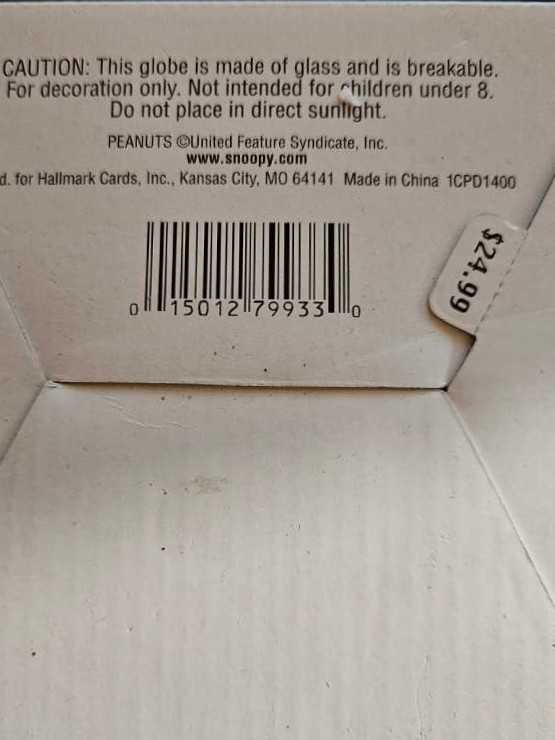 CAUTION: This globe is made of glass and is breakable.
For decoration only. Not intended for children under 8.
Do not place in direct sunlight.
PEANUTS ©United Feature Syndicate, Inc.
www.snoopy.com
d. for Hallmark Cards, Inc., Kansas City, MO 64141 Made in China 1CPD1400
$24.99
0 15012 79933 0